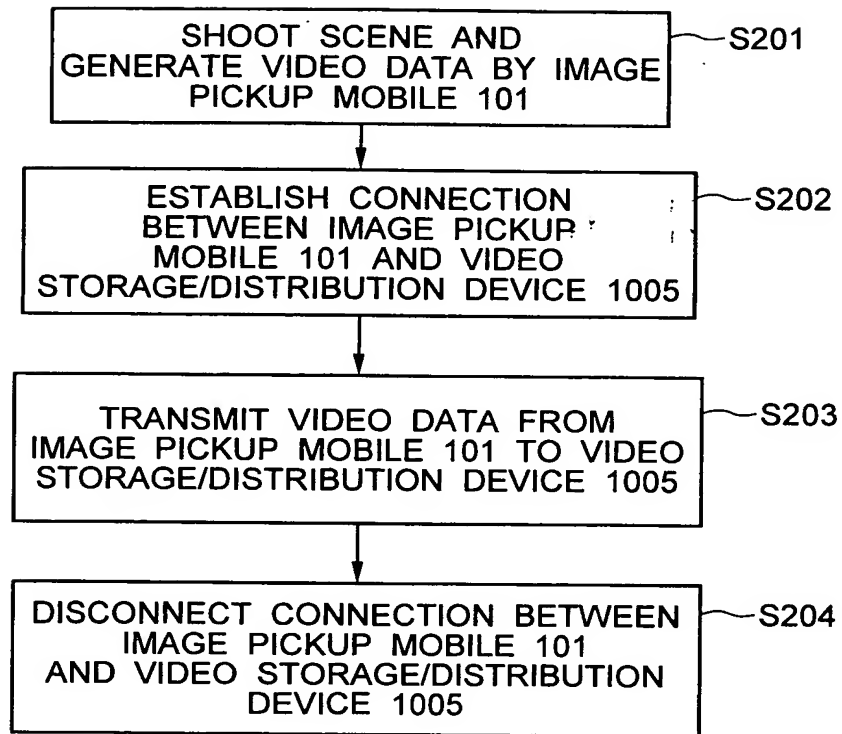 SHOOT SCENE AND
GENERATE VIDEO DATA BY IMAGE
PICKUP MOBILE 101
S201
ESTABLISH CONNECTION
BETWEEN IMAGE PICKUP
MOBILE 101 AND VIDEO
STORAGE/DISTRIBUTION DEVICE 1005
S202
TRANSMIT VIDEO DATA FROM
IMAGE PICKUP MOBILE 101 TO VIDEO
STORAGE/DISTRIBUTION DEVICE 1005
S203
DISCONNECT CONNECTION BETWEEN
IMAGE PICKUP MOBILE 101
AND VIDEO STORAGE/DISTRIBUTION
DEVICE 1005
S204